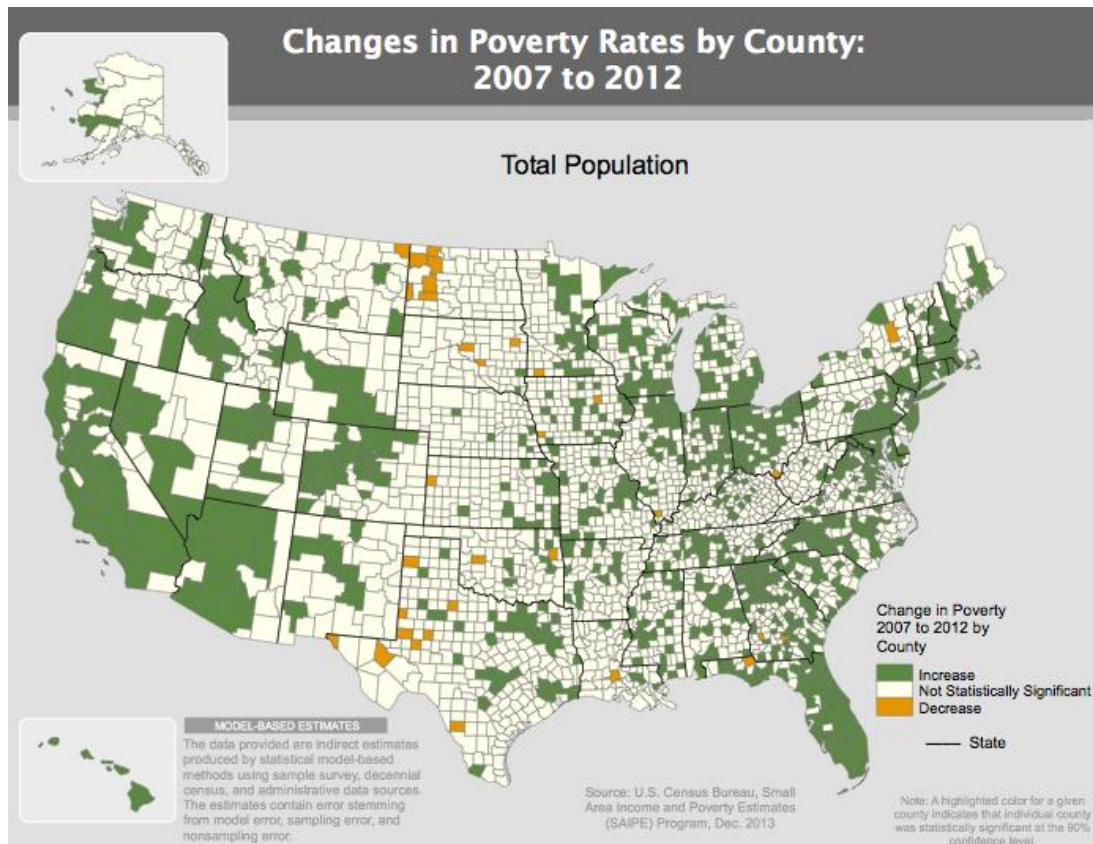 Changes in Poverty Rates by County:
2007 to 2012
Total Population
Change in Poverty
2007 to 2012 by
County
Increase
Not Statistically Significant
Decrease
State
MODEL-BASED ESTIMATES
The data provided are indirect estimates
produced by statistical model-based
methods using sample survey, decennial
census, and administrative data sources.
The estimates contain error stemming
from model error, sampling error, and
nonsampling error.
Source: U.S. Census Bureau, Small
Area Income and Poverty Estimates
(SAIPE) Program, Dec. 2013
Note: A highlighted color for a given
county indicates that individual county
was statistically significant at the 90%
confidence level.